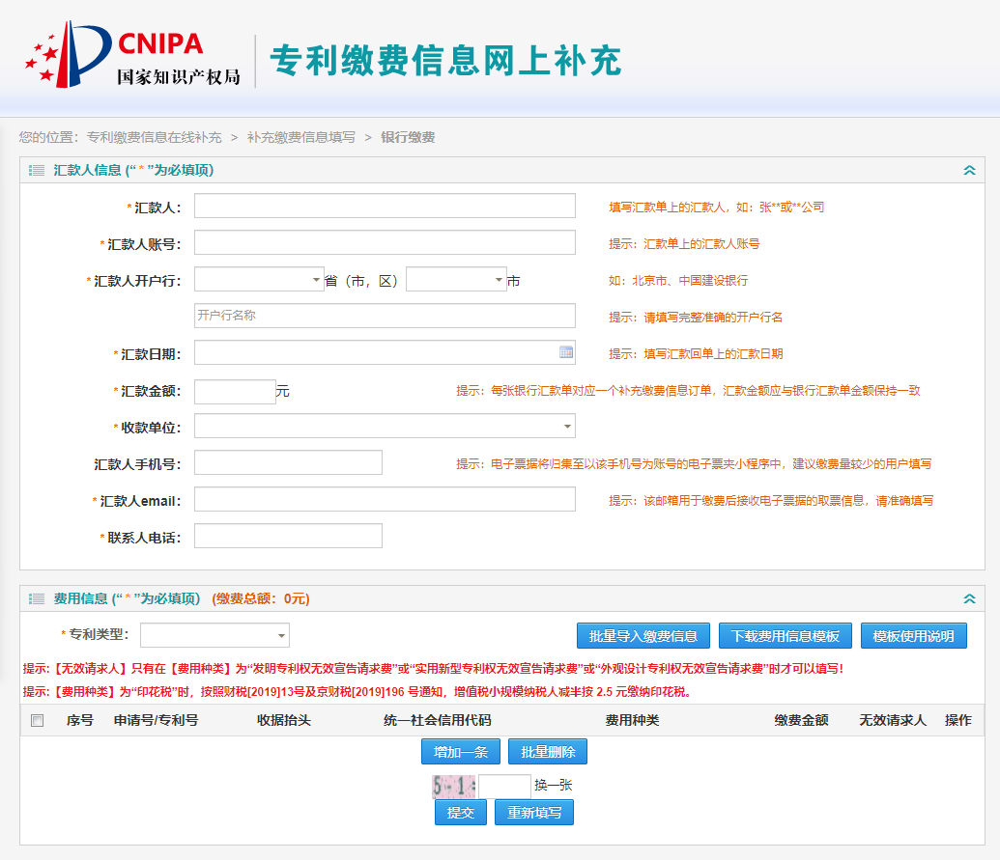 CNIPA
国家知识产权局
专利缴费信息网上补充
您的位置：专利缴费信息在线补充 > 补充缴费信息填写 > 银行缴费
汇款人信息 (“ * ”为必填项)
*汇款人： 填写汇款单上的汇款人，如：张**或**公司
*汇款人账号： 提示：汇款单上的汇款人账号
*汇款人开户行： 省（市，区） 市 如：北京市、中国建设银行
开户行名称 提示：请填写完整准确的开户行名
*汇款日期： 提示：填写汇款回单上的汇款日期
*汇款金额： 元 提示：每张银行汇款单对应一个补充缴费信息订单，汇款金额应与银行汇款单金额保持一致
*收款单位：
汇款人手机号： 提示：电子票据将归集至以该手机号为账号的电子票夹小程序中，建议缴费量较少的用户填写
*汇款人email： 提示：该邮箱用于缴费后接收电子票据的取票信息，请准确填写
*联系人电话：
费用信息 (“ * ”为必填项) (缴费总额：0元)
*专利类型： 批量导入缴费信息 下载费用信息模板 模板使用说明
提示：【无效请求人】只有在【费用种类】为“发明专利权无效宣告请求费”或“实用新型专利权无效宣告请求费”或“外观设计专利权无效宣告请求费”时才可以填写！
提示：【费用种类】为“印花税”时，按照财税[2019]13号及京财税[2019]196 号通知，增值税小规模纳税人减半按 2.5 元缴纳印花税。
序号 申请号/专利号 收据抬头 统一社会信用代码 费用种类 缴费金额 无效请求人 操作
增加一条 批量删除
5-1= 换一张
提交 重新填写